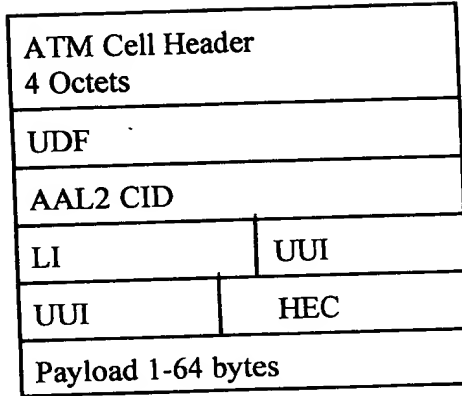 ATM Cell Header
4 Octets
UDF
AAL2 CID
LI UUI
UUI HEC
Payload 1-64 bytes